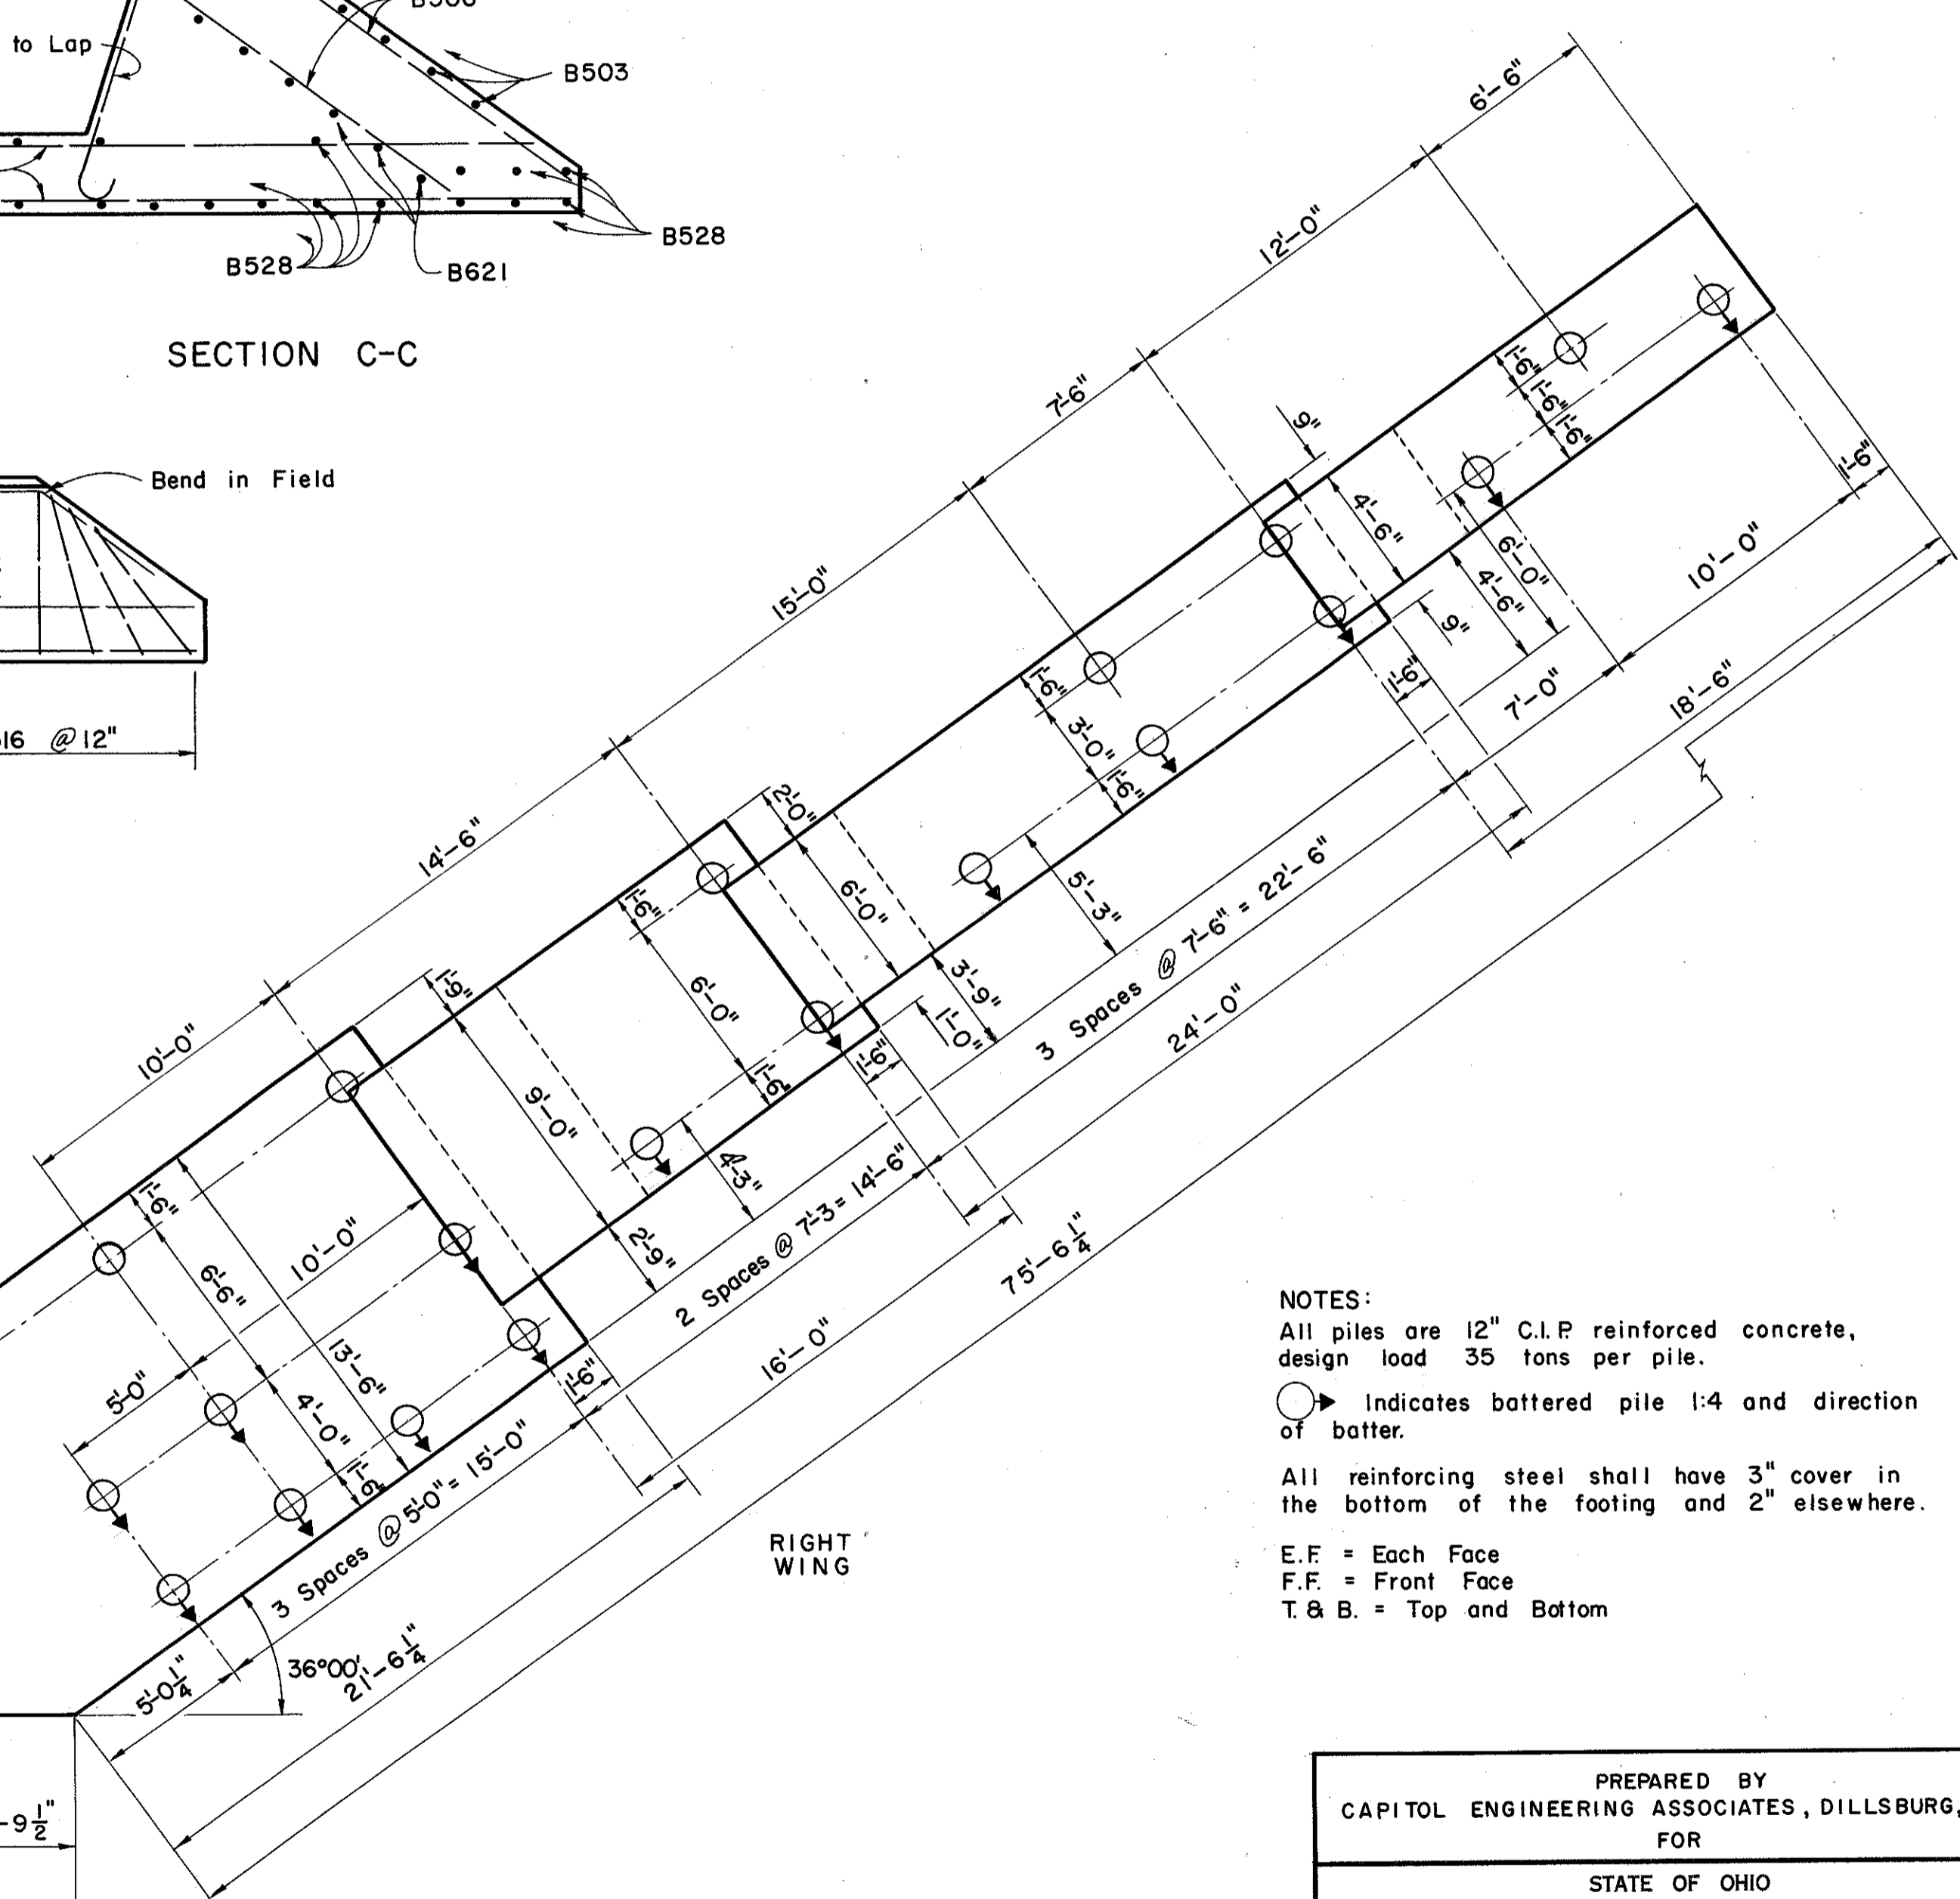 to Lap
B503
B528
B528
B621
SECTION C-C
Bend in Field
@ 12"
6'-6"
12'-0"
7'-6"
15'-0"
14'-6"
10'-0"
9"
1'-6"
1'-6"
1'-6"
4'-6"
6'-0"
4'-6"
9"
1'-6"
1'-6"
10'-0"
7'-0"
18'-6"
1'-6"
3'-0"
1'-6"
5'-3"
3 Spaces @ 7'-6" = 22'-6"
24'-0"
2'-0"
6'-0"
3'-9"
1'-0"
1'-6"
1'-6"
6'-0"
1'-6"
4'-3"
2 Spaces @ 7'-3 = 14'-6"
16'-0"
75'-6 1/4"
1'-9"
9'-0"
2'-9"
1'-6"
1'-6"
6'-6"
10'-0"
13'-6"
5'-0"
4'-0"
1'-6"
3 Spaces @ 5'-0" = 15'-0"
5'-0 1/4"
36°00'
21'-6 1/4"
-9 1/2"
RIGHT
WING
NOTES:
All piles are 12" C.I.P. reinforced concrete,
design load 35 tons per pile.
Indicates battered pile 1:4 and direction
of batter.
All reinforcing steel shall have 3" cover in
the bottom of the footing and 2" elsewhere.
E.F. = Each Face
F.F. = Front Face
T. & B. = Top and Bottom
PREPARED BY
CAPITOL ENGINEERING ASSOCIATES, DILLSBURG,
FOR
STATE OF OHIO